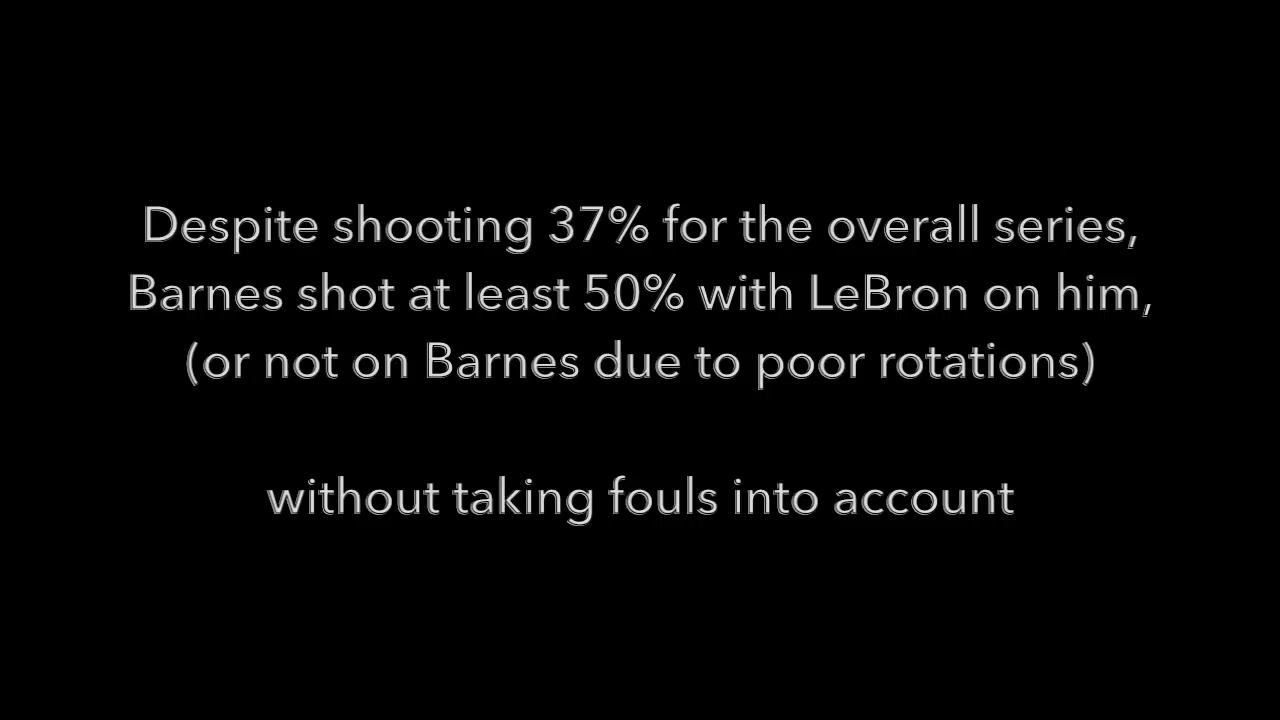 Despite shooting 37% for the overall series,
Barnes shot at least 50% with LeBron on him,
(or not on Barnes due to poor rotations)
without taking fouls into account